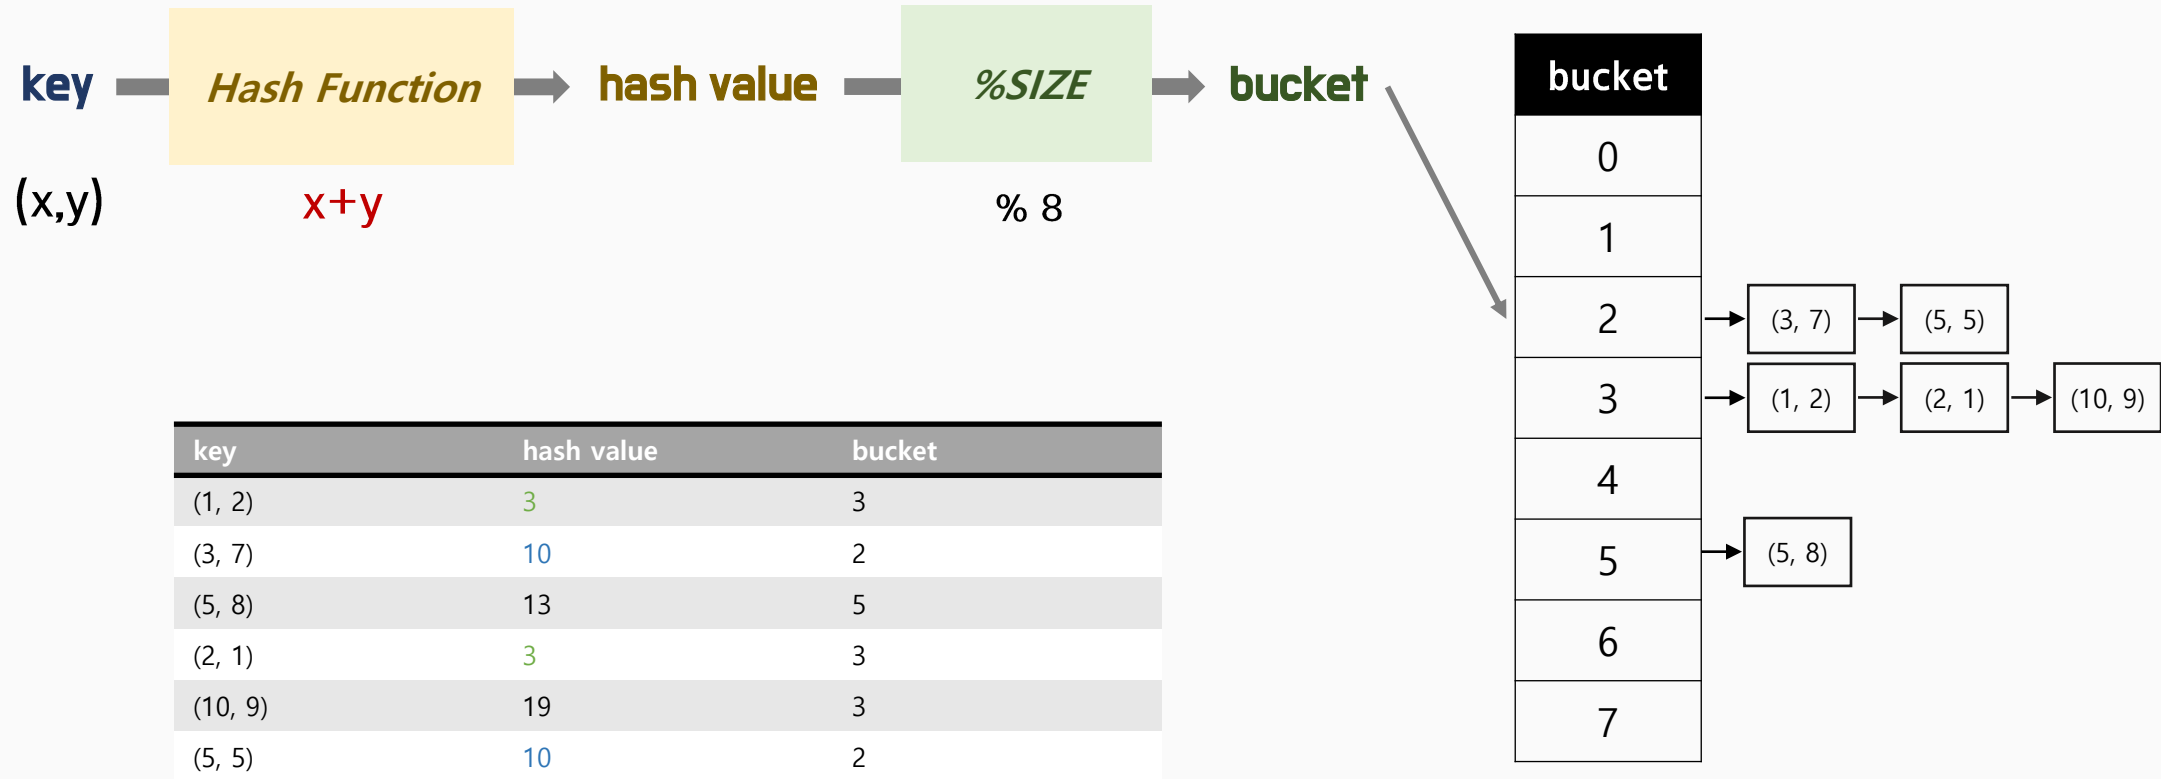 key Hash Function hash value %SIZE bucket
(x,y) x+y % 8
key hash value bucket
(1, 2) 3 3
(3, 7) 10 2
(5, 8) 13 5
(2, 1) 3 3
(10, 9) 19 3
(5, 5) 10 2
bucket
0
1
2 (3, 7) (5, 5)
3 (1, 2) (2, 1) (10, 9)
4
5 (5, 8)
6
7